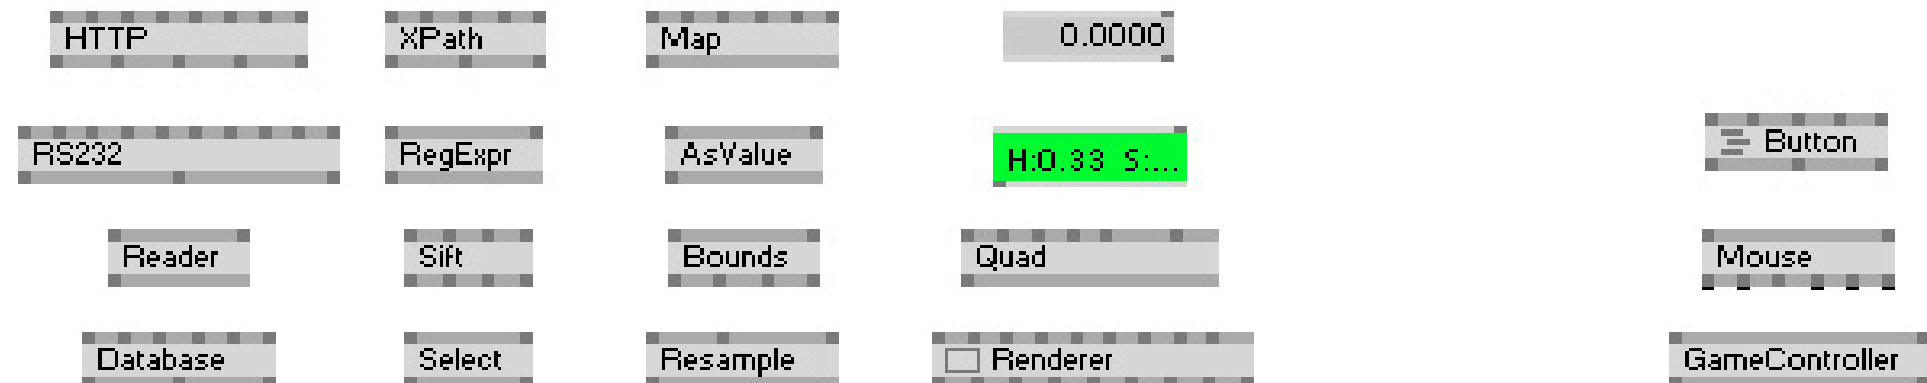 HTTP XPath Map 0.0000
RS232 RegExpr AsValue H:0.33 S:... Button
Reader Sift Bounds Quad Mouse
Database Select Resample Renderer GameController